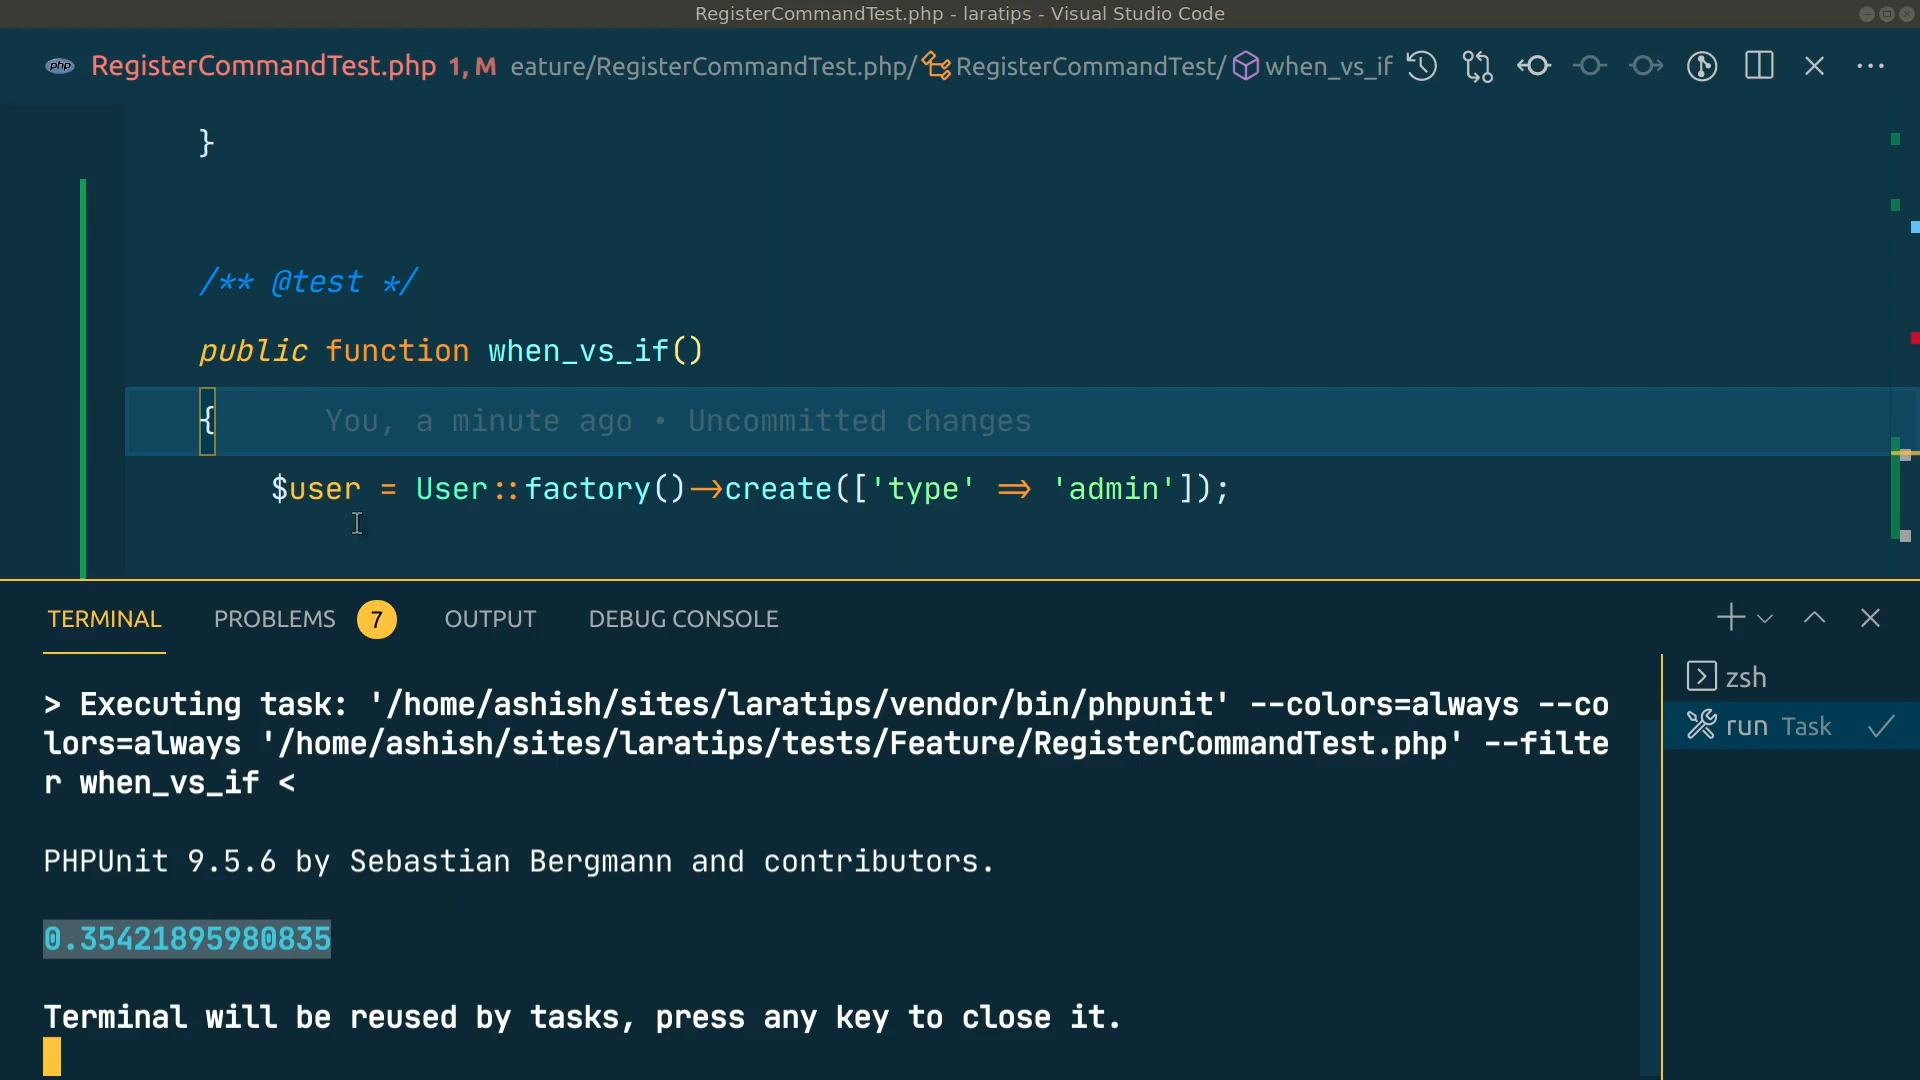 RegisterCommandTest.php - laratips - Visual Studio Code
php RegisterCommandTest.php 1, M eature/RegisterCommandTest.php/ RegisterCommandTest/ when_vs_if
}
/** @test */
public function when_vs_if()
{ You, a minute ago • Uncommitted changes
$user = User::factory()->create(['type' => 'admin']);
TERMINAL PROBLEMS 7 OUTPUT DEBUG CONSOLE
> Executing task: '/home/ashish/sites/laratips/vendor/bin/phpunit' --colors=always --co
lors=always '/home/ashish/sites/laratips/tests/Feature/RegisterCommandTest.php' --filte
r when_vs_if <
PHPUnit 9.5.6 by Sebastian Bergmann and contributors.
0.35421895980835
Terminal will be reused by tasks, press any key to close it.
zsh
run Task